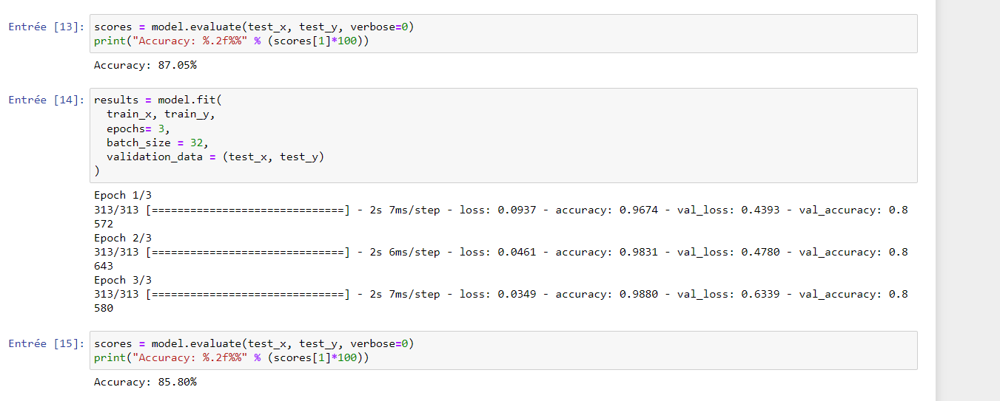 Entrée [13]: scores = model.evaluate(test_x, test_y, verbose=0)
print("Accuracy: %.2f%%" % (scores[1]*100))
Accuracy: 87.05%
Entrée [14]: results = model.fit(
train_x, train_y,
epochs= 3,
batch_size = 32,
validation_data = (test_x, test_y)
)
Epoch 1/3
313/313 [==============================] - 2s 7ms/step - loss: 0.0937 - accuracy: 0.9674 - val_loss: 0.4393 - val_accuracy: 0.8
572
Epoch 2/3
313/313 [==============================] - 2s 6ms/step - loss: 0.0461 - accuracy: 0.9831 - val_loss: 0.4780 - val_accuracy: 0.8
643
Epoch 3/3
313/313 [==============================] - 2s 7ms/step - loss: 0.0349 - accuracy: 0.9880 - val_loss: 0.6339 - val_accuracy: 0.8
580
Entrée [15]: scores = model.evaluate(test_x, test_y, verbose=0)
print("Accuracy: %.2f%%" % (scores[1]*100))
Accuracy: 85.80%